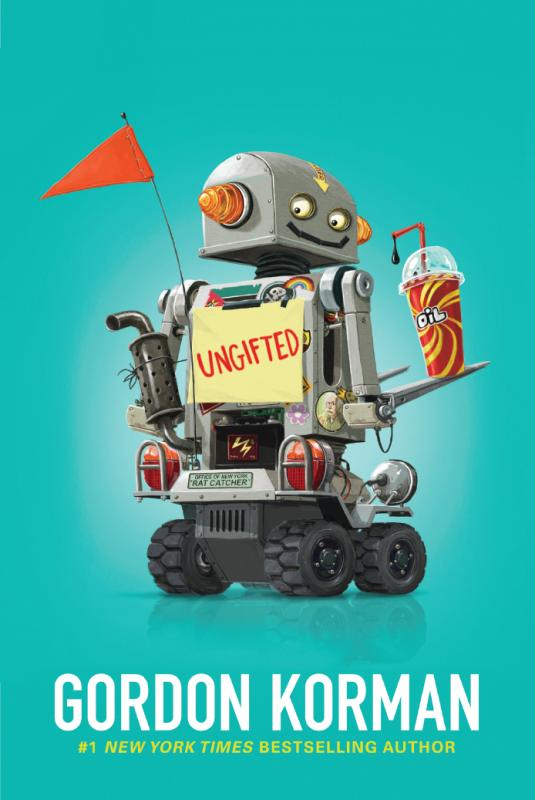 OiL
UNGIFTED
OFFICE OF NEW YORK
"RAT CATCHER"
GORDON KORMAN
#1 NEW YORK TIMES BESTSELLING AUTHOR